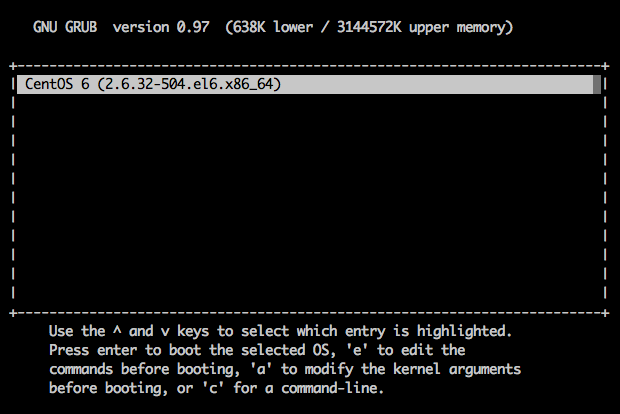 GNU GRUB  version 0.97  (638K lower / 3144572K upper memory)
CentOS 6 (2.6.32-504.el6.x86_64)
Use the ^ and v keys to select which entry is highlighted.
Press enter to boot the selected OS, 'e' to edit the
commands before booting, 'a' to modify the kernel arguments
before booting, or 'c' for a command-line.